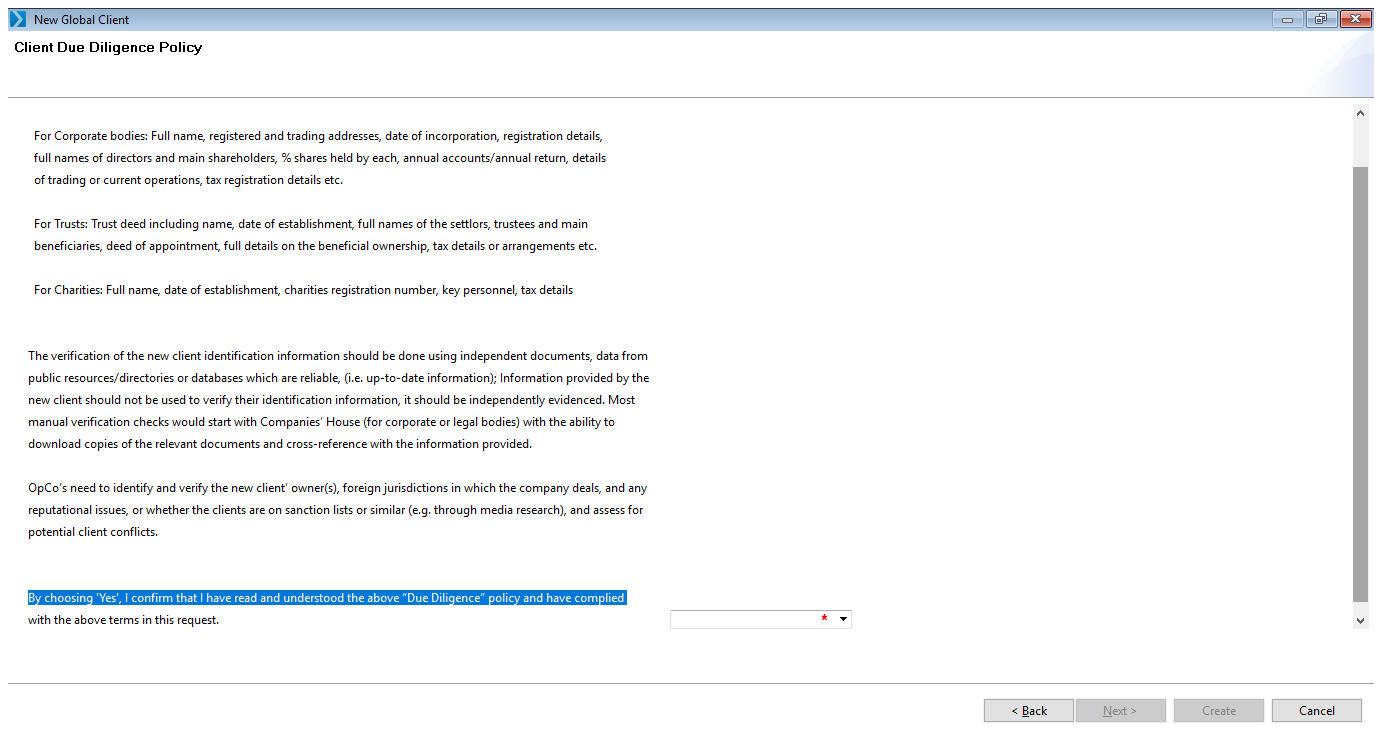 New Global Client
Client Due Diligence Policy
For Corporate bodies: Full name, registered and trading addresses, date of incorporation, registration details,
full names of directors and main shareholders, % shares held by each, annual accounts/annual return, details
of trading or current operations, tax registration details etc.
For Trusts: Trust deed including name, date of establishment, full names of the settlors, trustees and main
beneficiaries, deed of appointment, full details on the beneficial ownership, tax details or arrangements etc.
For Charities: Full name, date of establishment, charities registration number, key personnel, tax details
The verification of the new client identification information should be done using independent documents, data from
public resources/directories or databases which are reliable, (i.e. up-to-date information); Information provided by the
new client should not be used to verify their identification information, it should be independently evidenced. Most
manual verification checks would start with Companies’ House (for corporate or legal bodies) with the ability to
download copies of the relevant documents and cross-reference with the information provided.
OpCo’s need to identify and verify the new client’ owner(s), foreign jurisdictions in which the company deals, and any
reputational issues, or whether the clients are on sanction lists or similar (e.g. through media research), and assess for
potential client conflicts.
By choosing 'Yes', I confirm that I have read and understood the above “Due Diligence” policy and have complied
with the above terms in this request.
*
< Back
Next >
Create
Cancel